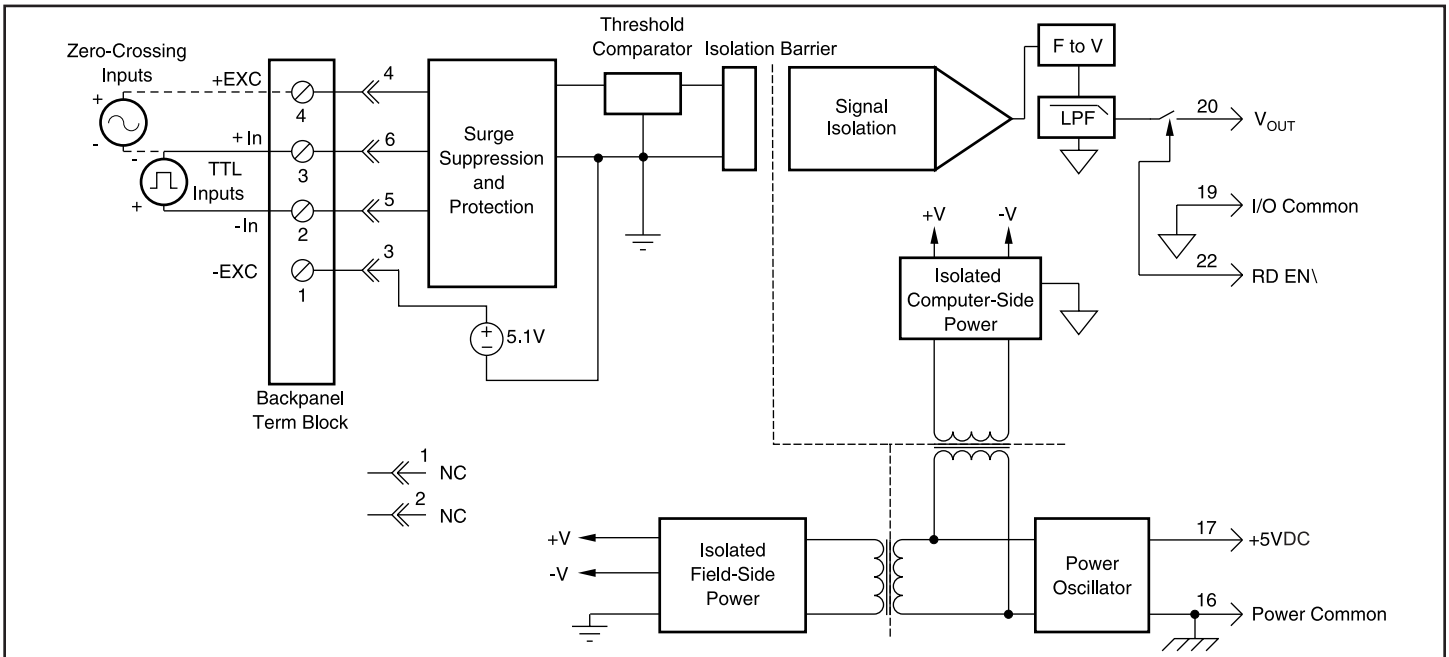 Zero-Crossing
Inputs
+EXC
+
-
4
4
+In
-
TTL
Inputs
+
3
6
-In
2
5
-EXC
1
3
Backpanel
Term Block
Surge
Suppression
and
Protection
+
−
5.1V
Threshold
Comparator
Isolation Barrier
Signal
Isolation
F to V
LPF
20
VOUT
19
I/O Common
22
RD EN\
+V
-V
Isolated
Computer-Side
Power
1
NC
2
NC
+V
-V
Isolated
Field-Side
Power
Power
Oscillator
17
+5VDC
16
Power Common